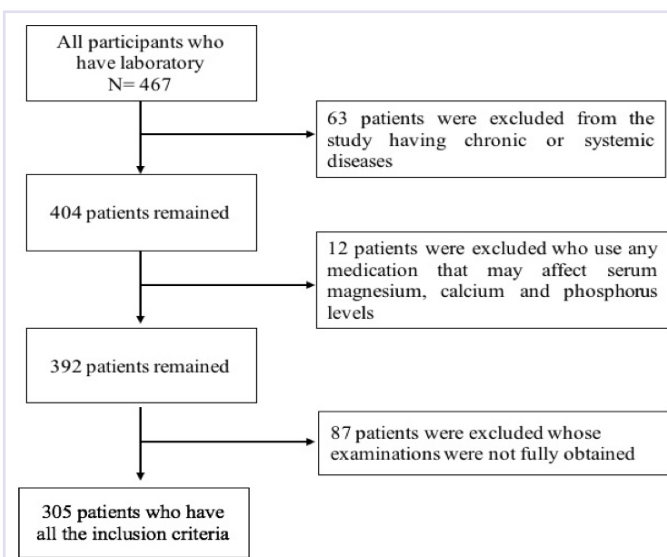 All participants who
have laboratory
N= 467
63 patients were excluded from the
study having chronic or systemic
diseases
404 patients remained
12 patients were excluded who use any
medication that may affect serum
magnesium, calcium and phosphorus
levels
392 patients remained
87 patients were excluded whose
examinations were not fully obtained
305 patients who have
all the inclusion criteria